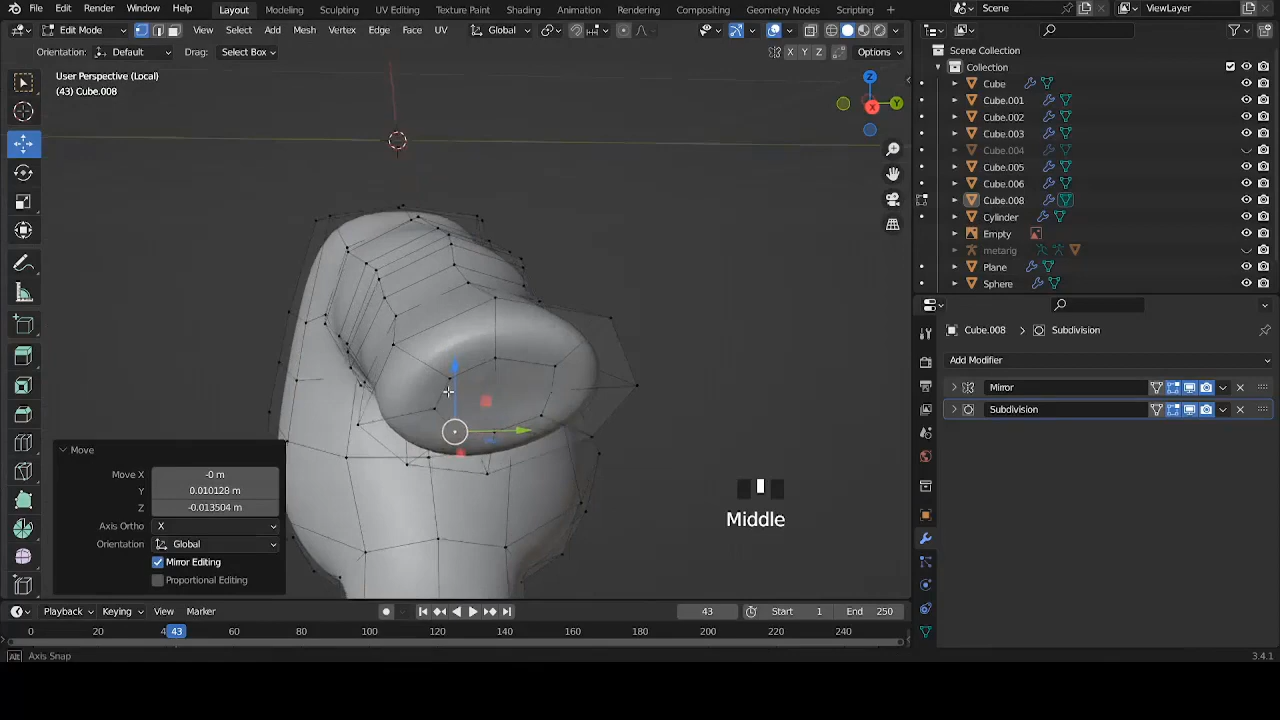 File Edit Render Window Help Layout Modeling Sculpting UV Editing Texture Paint Shading Animation Rendering Compositing Geometry Nodes Scripting Scene ViewLayer
Edit Mode View Select Add Mesh Vertex Edge Face UV Global
Orientation: Default Drag: Select Box X Y Z Options
User Perspective (Local)
(43) Cube.008
Z
Y
X
Scene Collection
Collection
Cube
Cube.001
Cube.002
Cube.003
Cube.004
Cube.005
Cube.006
Cube.008
Cylinder
Empty
metarig
Plane
Sphere
Cube.008 Subdivision
Add Modifier
Mirror
Subdivision
Move
Move X -0 m
Y 0.010128 m
Z -0.013504 m
Axis Ortho X
Orientation Global
Mirror Editing
Proportional Editing
Middle
Playback Keying View Marker 43 Start 1 End 250
0 20 43 60 80 100 120 140 160 180 200 220 240
Alt Axis Snap 3.4.1